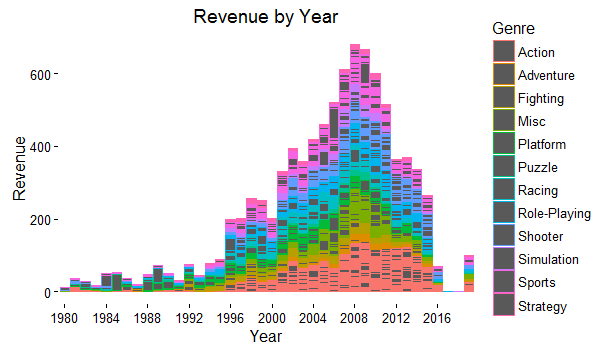 Revenue by Year
Revenue
600
400
200
0
1980
1984
1988
1992
1996
2000
2004
2008
2012
2016
Year
Genre
Action
Adventure
Fighting
Misc
Platform
Puzzle
Racing
Role-Playing
Shooter
Simulation
Sports
Strategy